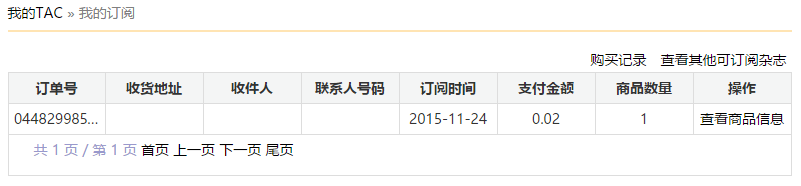 我的TAC » 我的订阅
购买记录 查看其他可订阅杂志
订单号 收货地址 收件人 联系人号码 订阅时间 支付金额 商品数量 操作
044829985... 2015-11-24 0.02 1 查看商品信息
共 1 页 / 第 1 页 首页 上一页 下一页 尾页